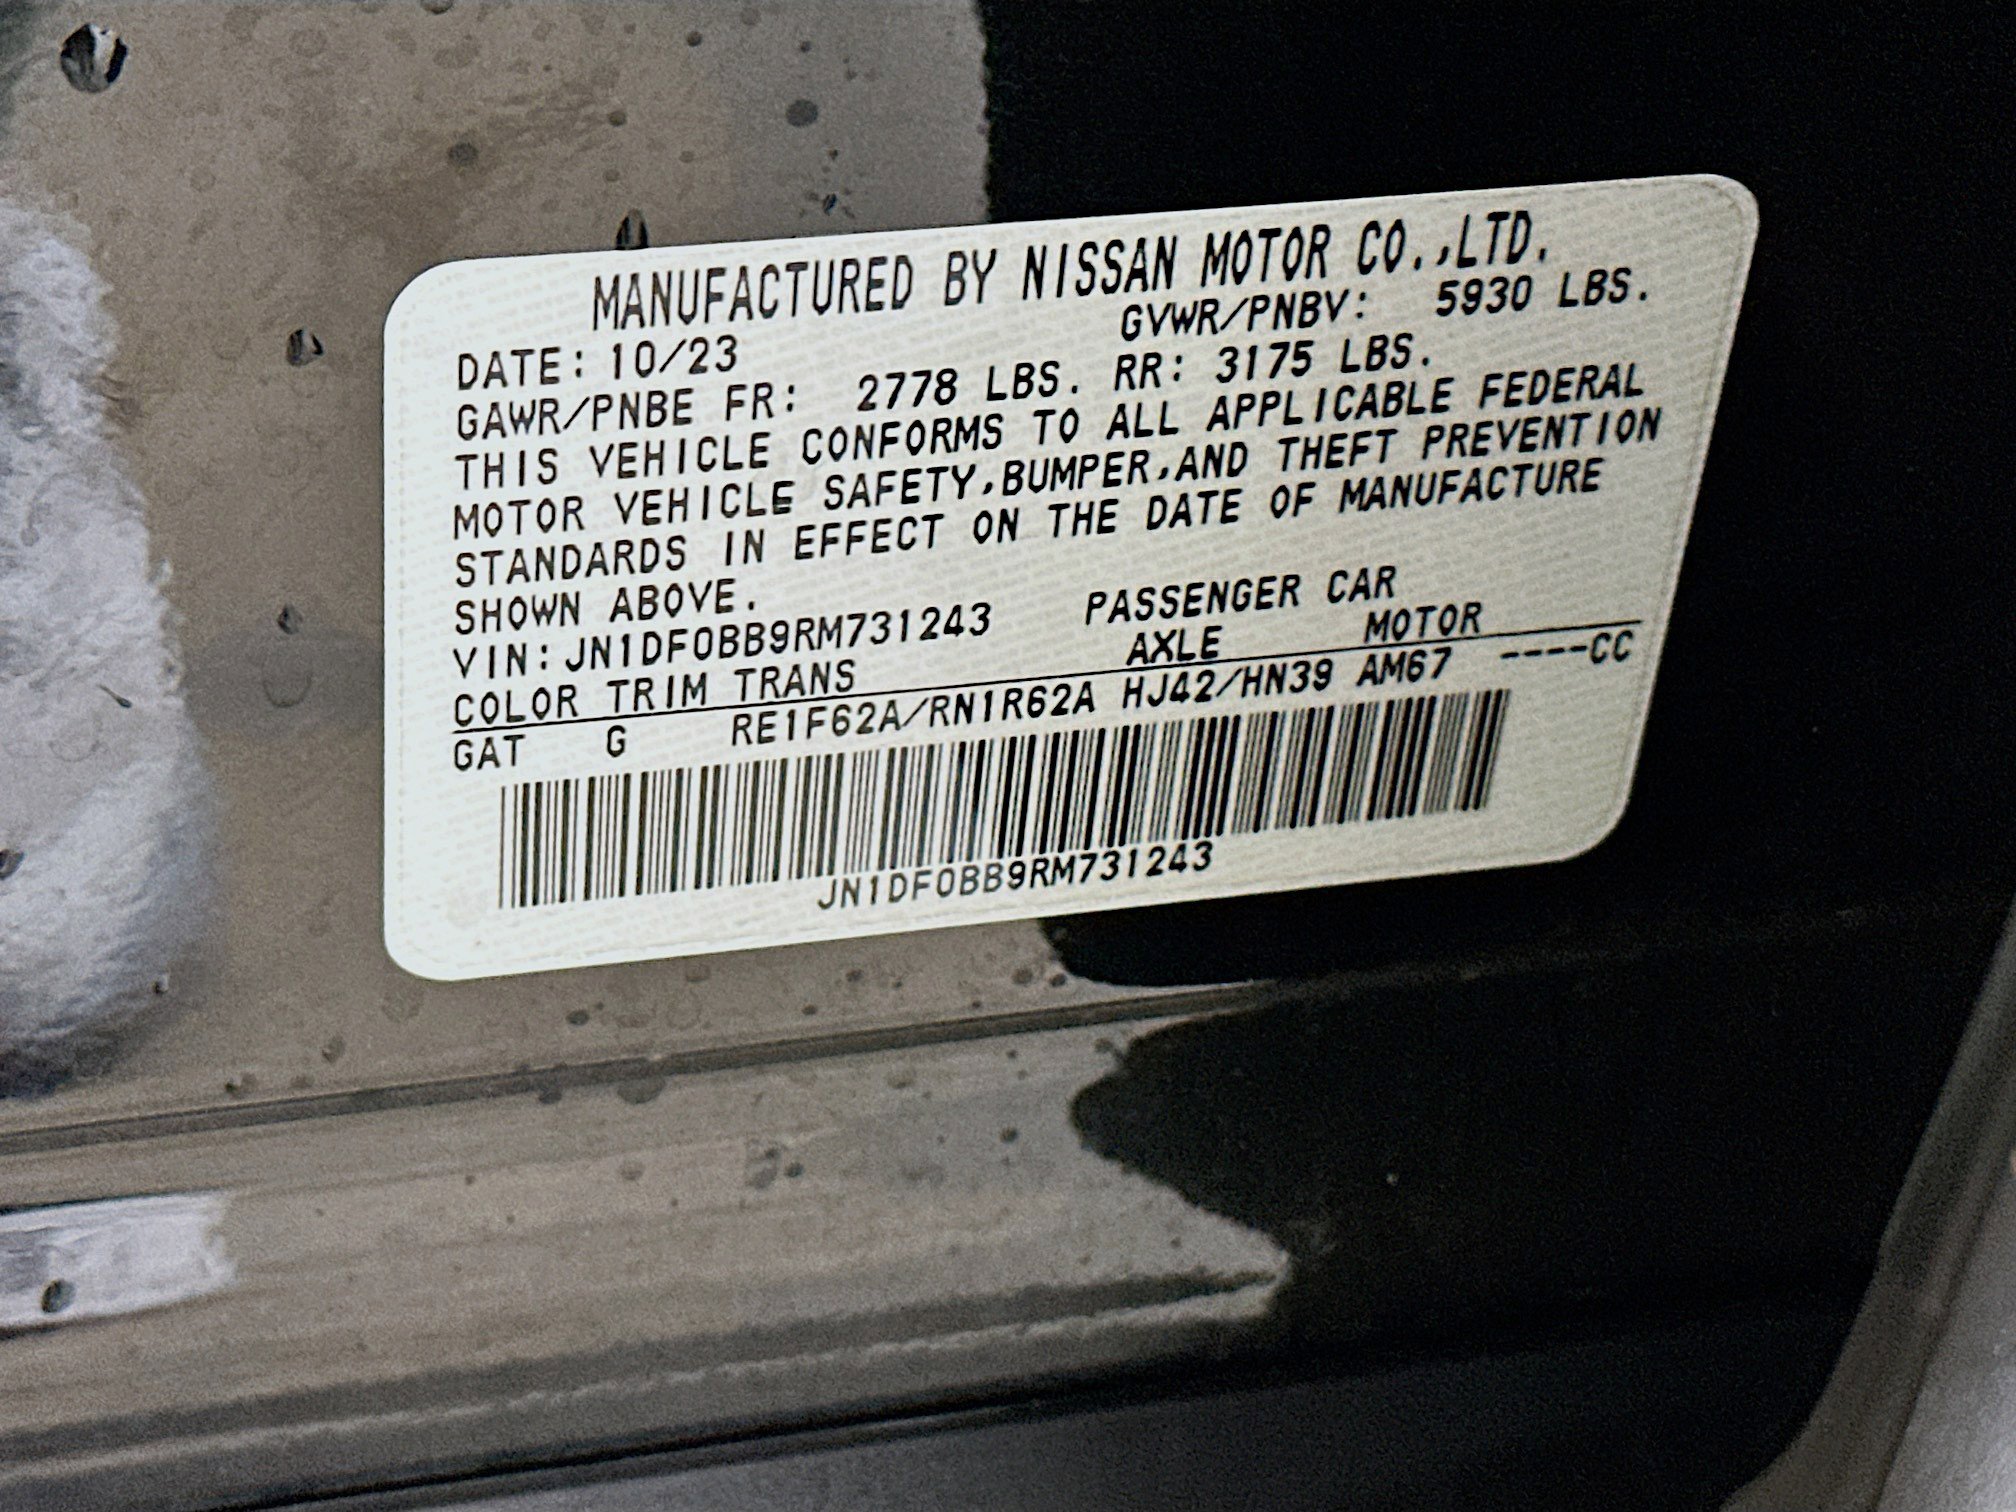 MANUFACTURED BY NISSAN MOTOR CO.,LTD.
DATE: 10/23 GVWR/PNBV: 5930 LBS.
GAWR/PNBE FR: 2778 LBS. RR: 3175 LBS.
THIS VEHICLE CONFORMS TO ALL APPLICABLE FEDERAL
MOTOR VEHICLE SAFETY,BUMPER,AND THEFT PREVENTION
STANDARDS IN EFFECT ON THE DATE OF MANUFACTURE
SHOWN ABOVE.
VIN: JN1DF0BB9RM731243 PASSENGER CAR
COLOR TRIM TRANS AXLE MOTOR
GAT G RE1F62A/RN1R62A HJ42/HN39 AM67 ----CC
JN1DF0BB9RM731243